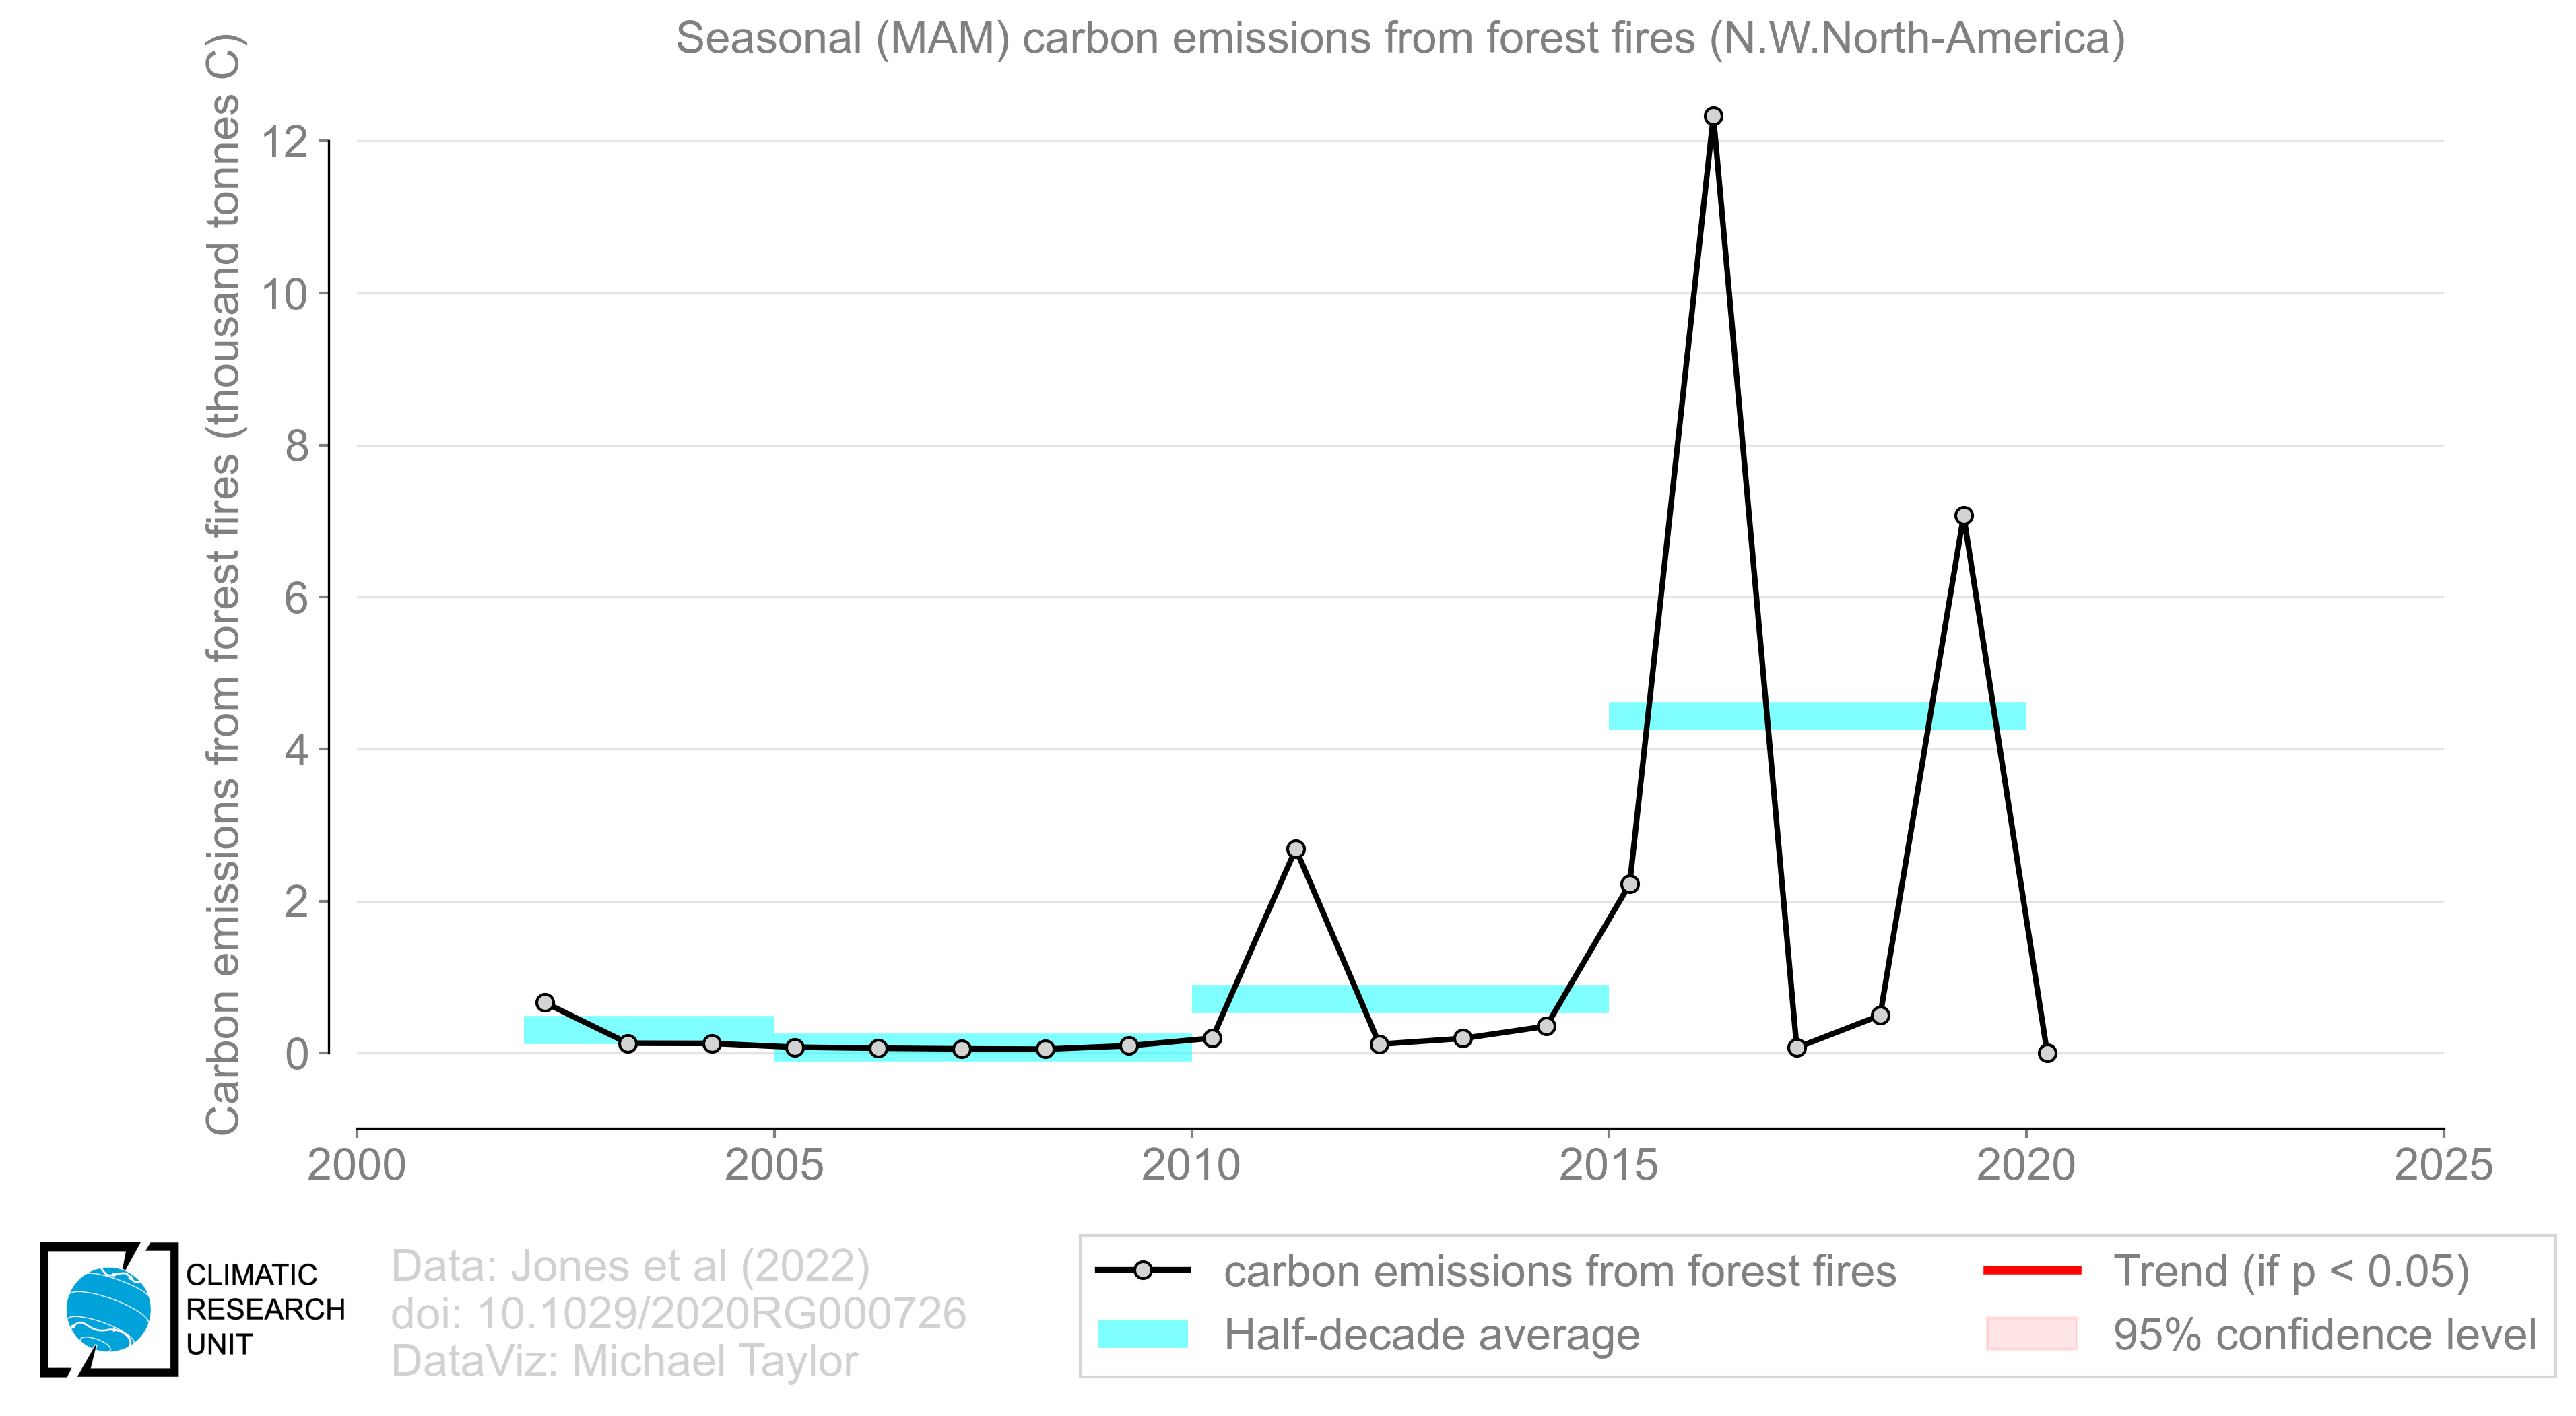 Seasonal (MAM) carbon emissions from forest fires (N.W.North-America)
Carbon emissions from forest fires (thousand tonnes C)
12
10
8
6
4
2
0
2000
2005
2010
2015
2020
2025
CLIMATIC
RESEARCH
UNIT
Data: Jones et al (2022)
doi: 10.1029/2020RG000726
DataViz: Michael Taylor
carbon emissions from forest fires
Half-decade average
Trend (if p < 0.05)
95% confidence level